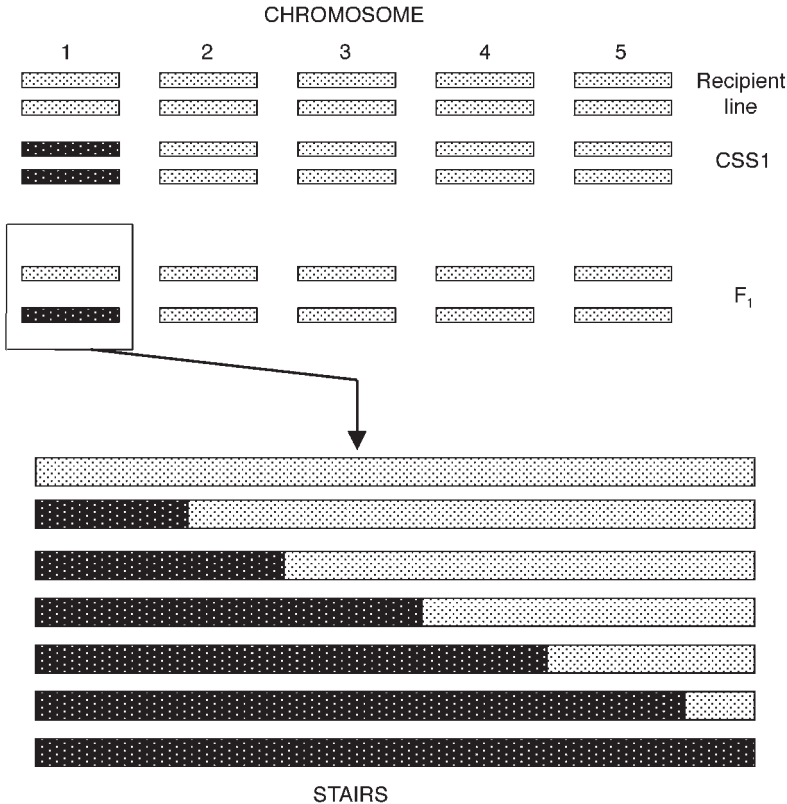 CHROMOSOME
1 2 3 4 5
Recipient
line
CSS1
F₁
STAIRS